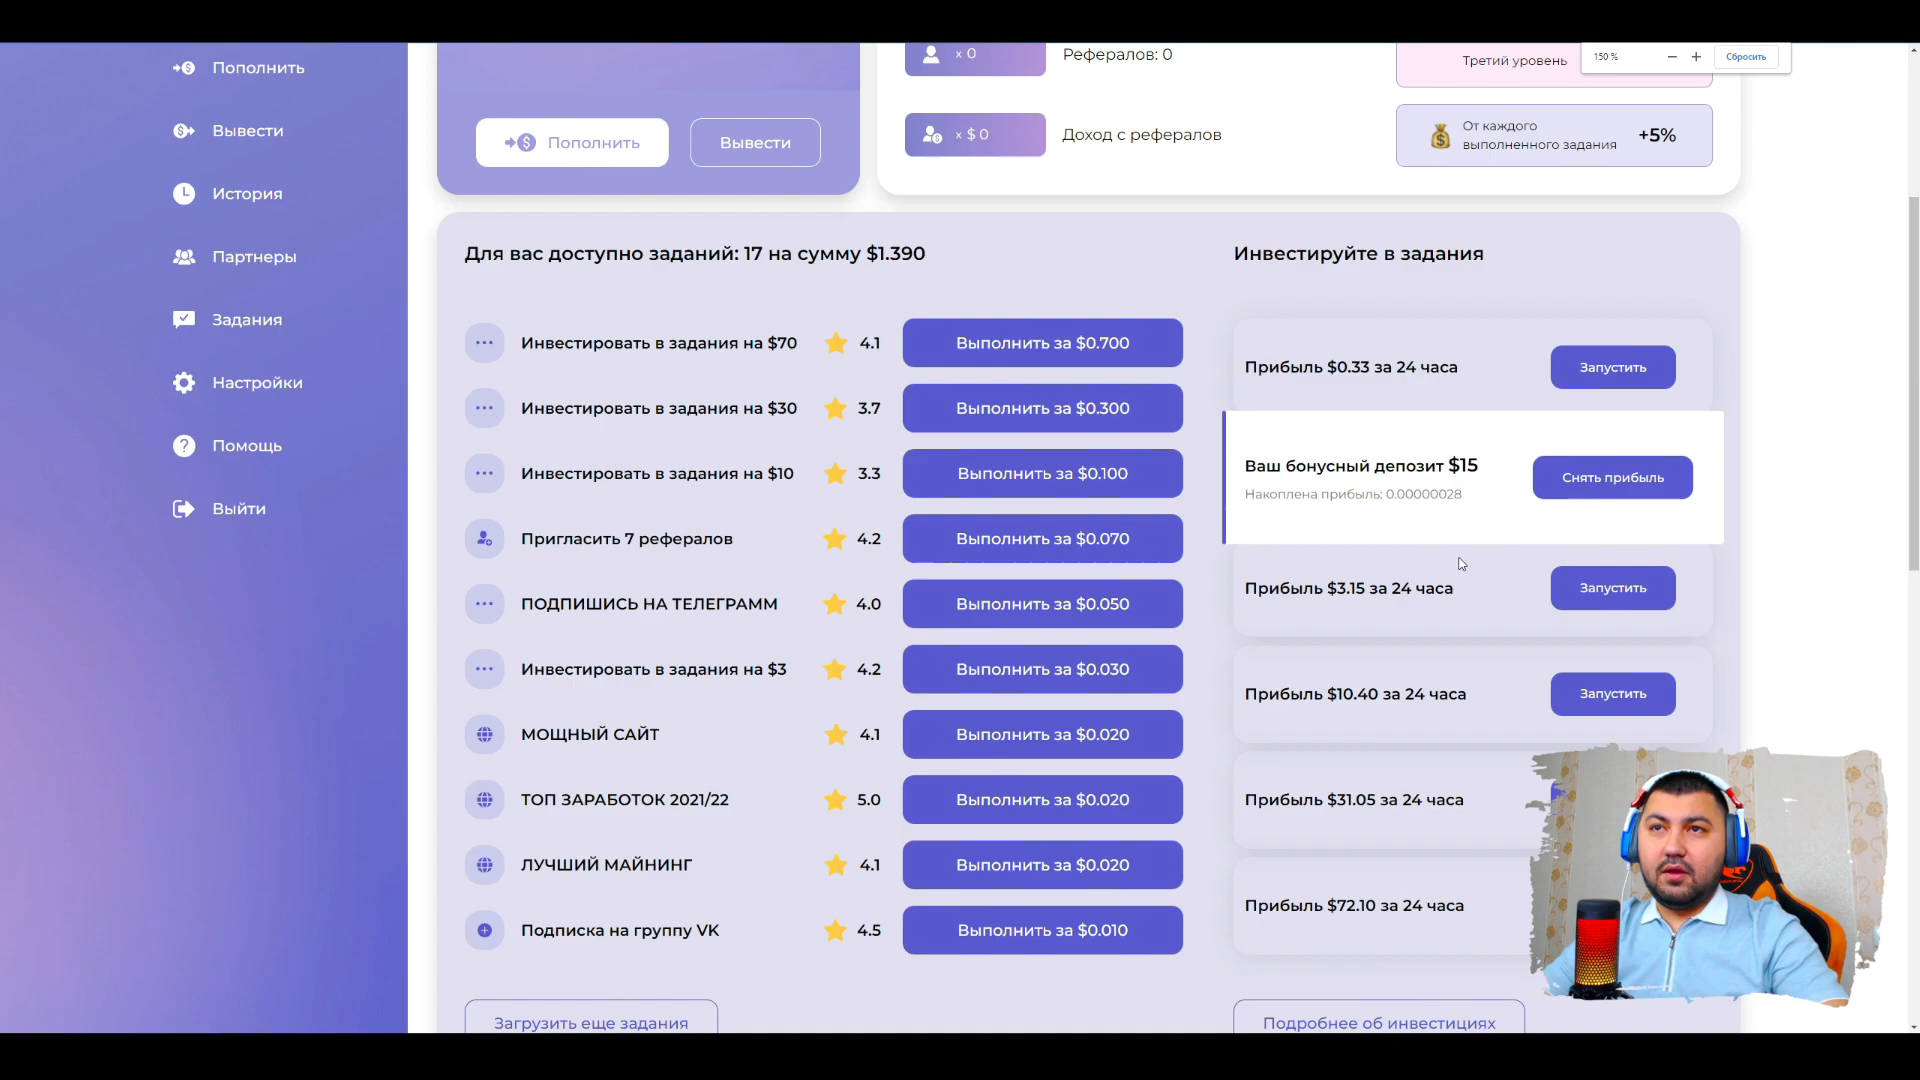 Пополнить
Вывести
История
Партнеры
Задания
Настройки
Помощь
Выйти
Пополнить
Вывести
x 0
Рефералов: 0
x $ 0
Доход с рефералов
Третий уровень
От каждого
выполненного задания
+5%
150 %
Сбросить
Для вас доступно заданий: 17 на сумму $1.390
Инвестировать в задания на $70
4.1
Выполнить за $0.700
Инвестировать в задания на $30
3.7
Выполнить за $0.300
Инвестировать в задания на $10
3.3
Выполнить за $0.100
Пригласить 7 рефералов
4.2
Выполнить за $0.070
ПОДПИШИСЬ НА ТЕЛЕГРАММ
4.0
Выполнить за $0.050
Инвестировать в задания на $3
4.2
Выполнить за $0.030
МОЩНЫЙ САЙТ
4.1
Выполнить за $0.020
ТОП ЗАРАБОТОК 2021/22
5.0
Выполнить за $0.020
ЛУЧШИЙ МАЙНИНГ
4.1
Выполнить за $0.020
Подписка на группу VK
4.5
Выполнить за $0.010
Загрузить еще задания
Инвестируйте в задания
Прибыль $0.33 за 24 часа
Запустить
Ваш бонусный депозит $15
Накоплена прибыль: 0.00000028
Снять прибыль
Прибыль $3.15 за 24 часа
Запустить
Прибыль $10.40 за 24 часа
Запустить
Прибыль $31.05 за 24 часа
Прибыль $72.10 за 24 часа
Подробнее об инвестициях